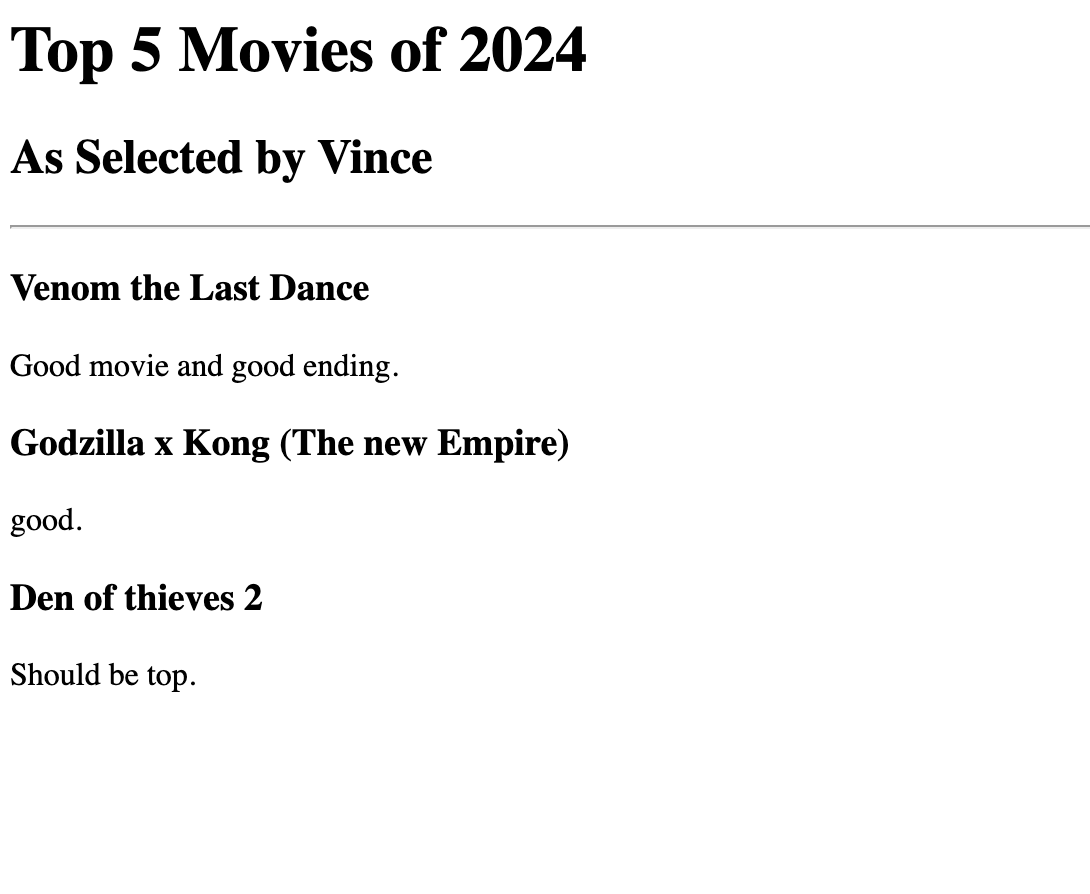 Top 5 Movies of 2024
As Selected by Vince
Venom the Last Dance
Good movie and good ending.
Godzilla x Kong (The new Empire)
good.
Den of thieves 2
Should be top.